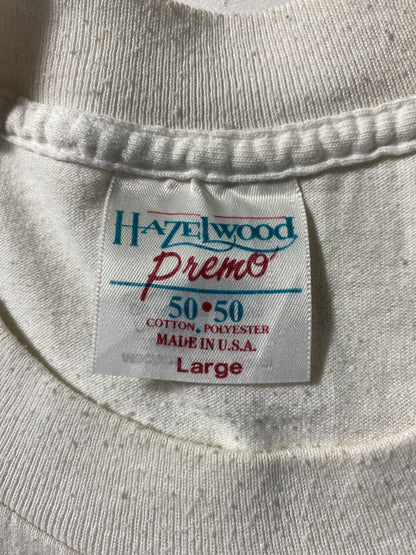 HAZELWOOD
Premo
50•50
COTTON. POLYESTER
MADE IN U.S.A.
Large